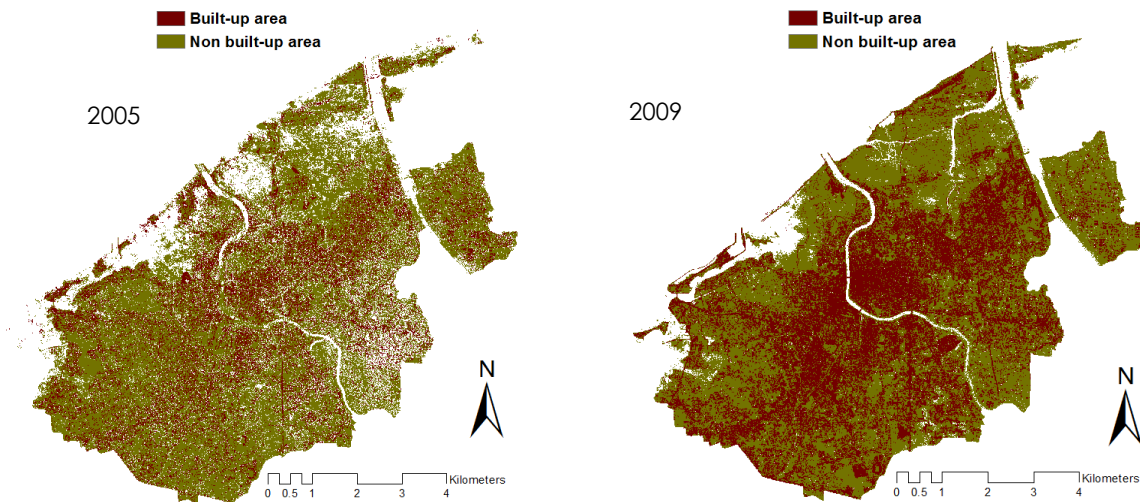 Built-up area
Non built-up area
2005
N
Kilometers
0 0.5 1 2 3 4
Built-up area
Non built-up area
2009
N
Kilometers
0 0.5 1 2 3 4